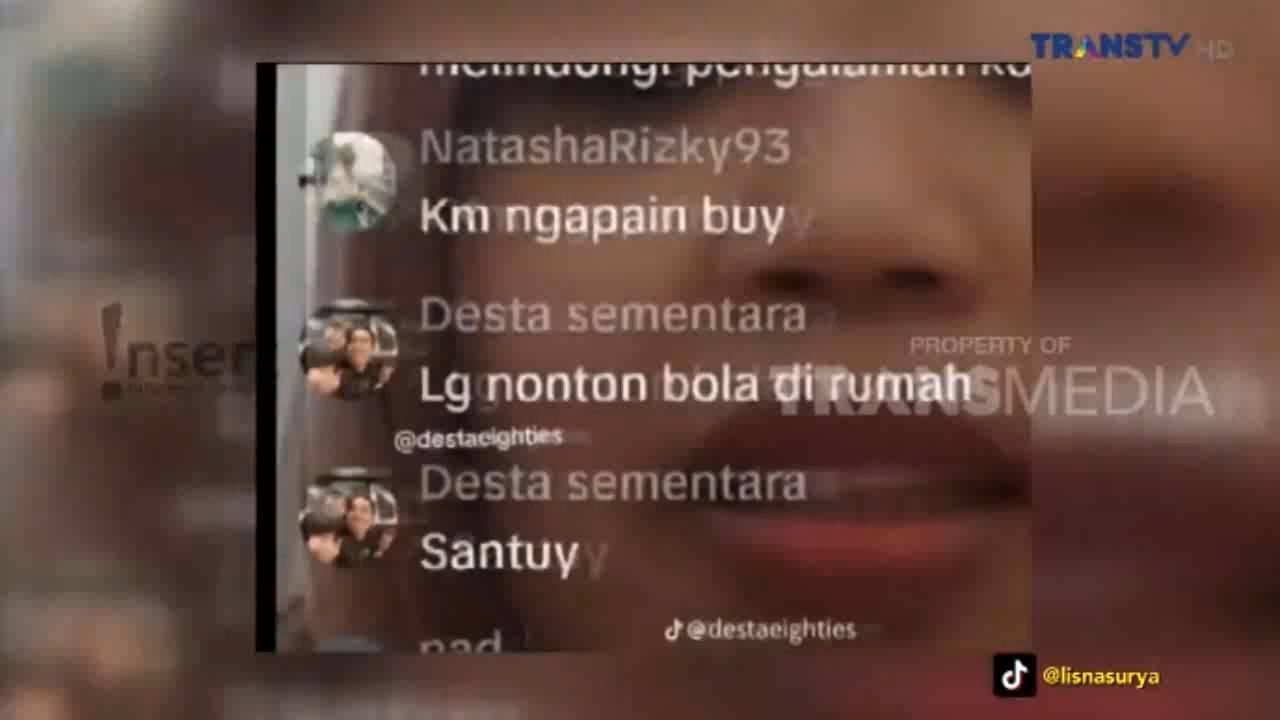 TRANSTV HD
NatashaRizky93
Km ngapain buy
Desta sementara
Lg nonton bola di rumah
@destaeighties
Desta sementara
Santuy
@destaeighties
PROPERTY OF
TRANSMEDIA
@lisnasurya